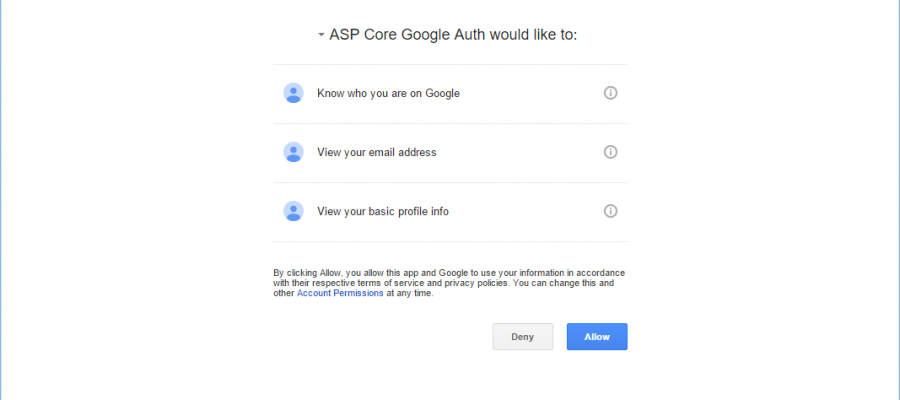 ASP Core Google Auth would like to:
Know who you are on Google
View your email address
View your basic profile info
By clicking Allow, you allow this app and Google to use your information in accordance
with their respective terms of service and privacy policies. You can change this and
other Account Permissions at any time.
Deny
Allow